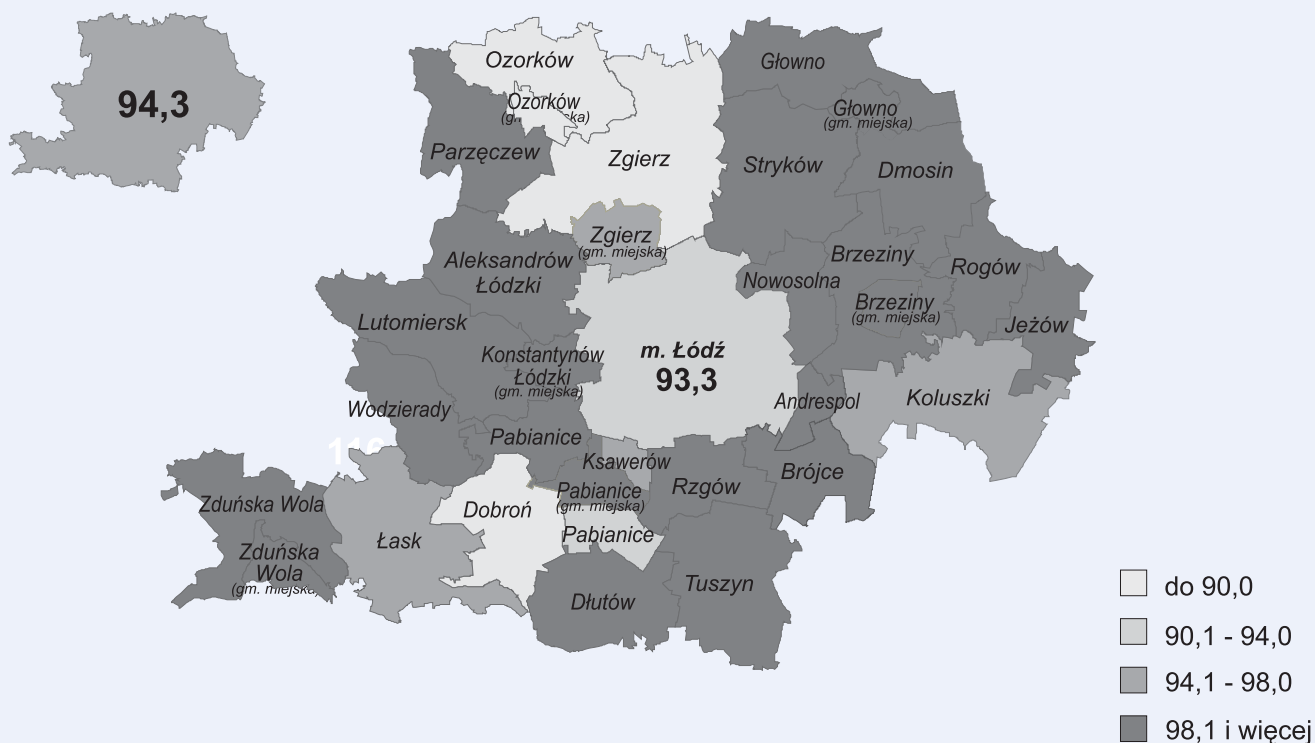 94,3
Ozorków
Ozorków
Głowno
Głowno
(gm. miejska)
Parzęczew
Zgierz
Stryków
Dmosin
Zgierz
(gm. miejska)
Aleksandrów
Łódzki
Nowosolna
Brzeziny
Rogów
Brzeziny
(gm. miejska)
Lutomiersk
Jeżów
Konstantynów
Łódzki
(gm. miejska)
m. Łódź
93,3
Wodzierady
Andrespol
Koluszki
Pabianice
116
Ksawerów
Brójce
Pabianice
(gm. miejska)
Rzgów
Zduńska Wola
Dobroń
Pabianice
Łask
Zduńska
Wola
(gm. miejska)
Dłutów
Tuszyn
do 90,0
90,1 - 94,0
94,1 - 98,0
98,1 i więcej